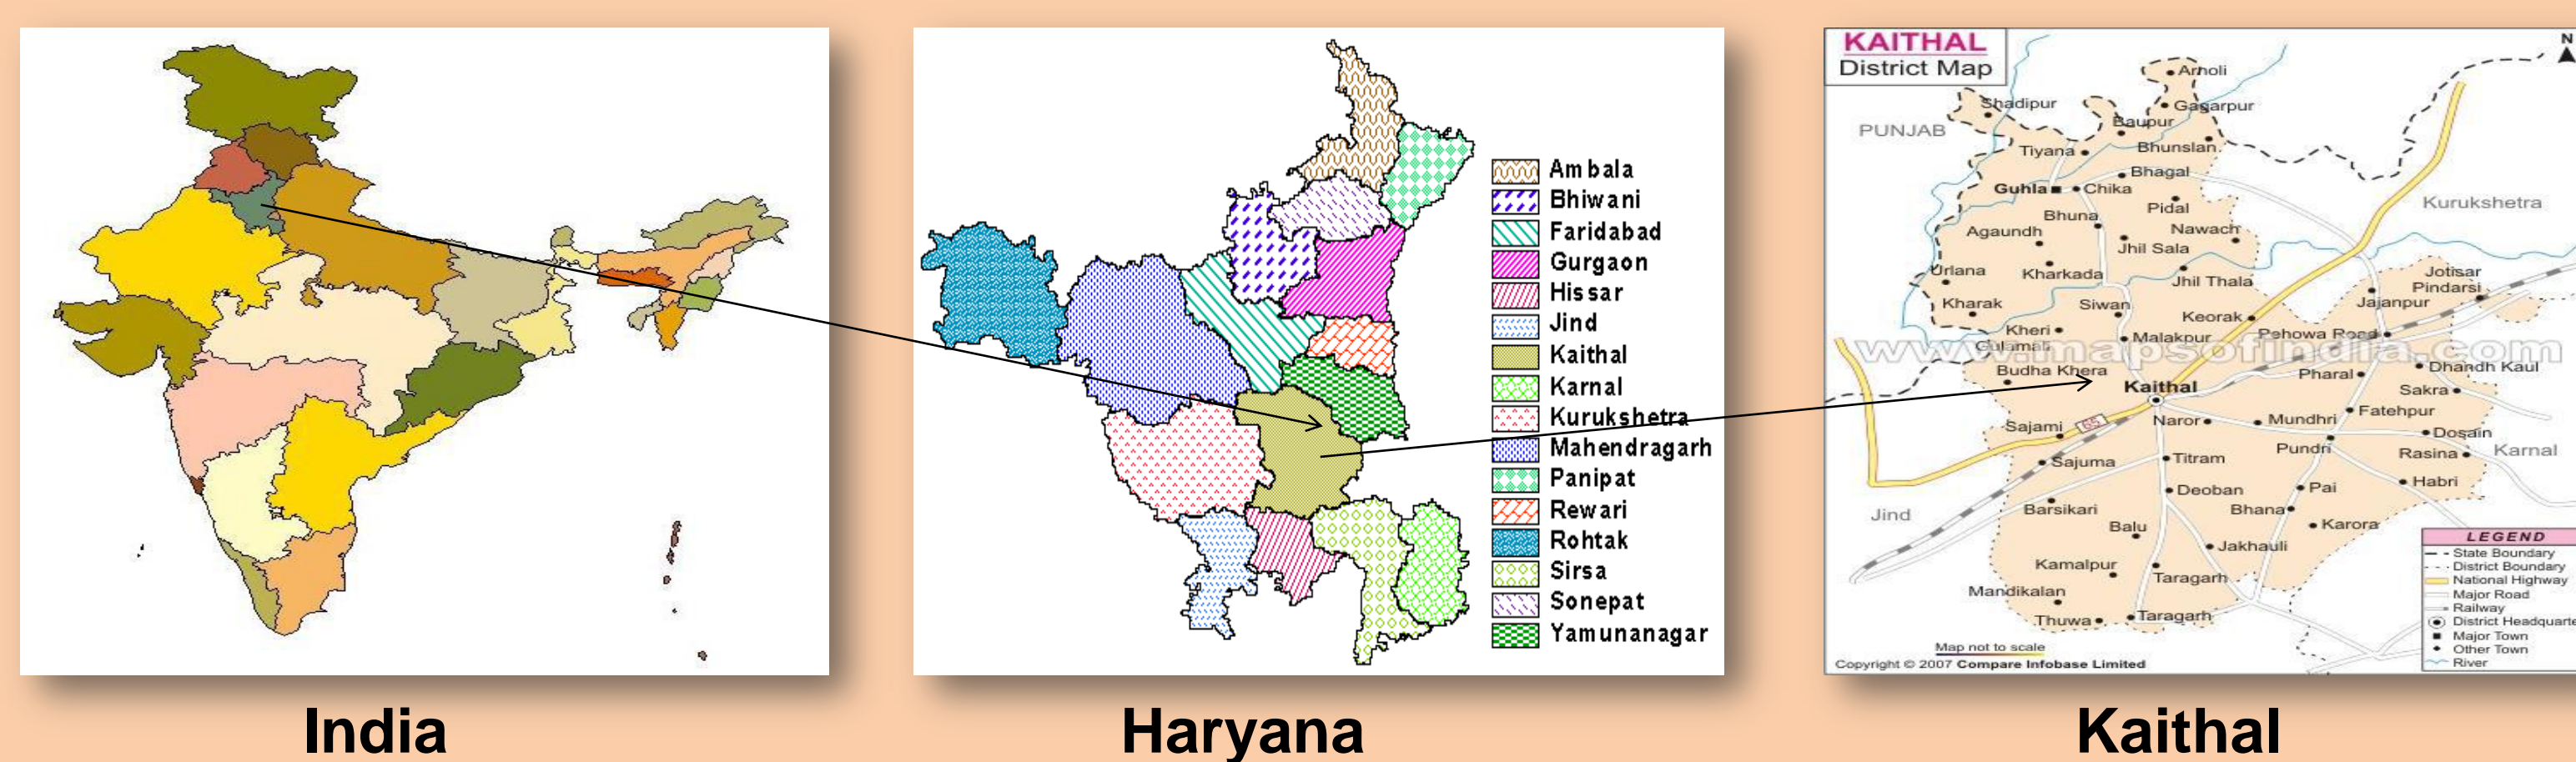 Ambala
Bhiwani
Faridabad
Gurgaon
Hissar
Jind
Kaithal
Karnal
Kurukshetra
Mahendragarh
Panipat
Rewari
Rohtak
Sirsa
Sonepat
Yamunanagar
KAITHAL
District Map
N
Arnoli
Shadipur
Gagarpur
Baupur
PUNJAB
Tiyana
Bhunslan
Bhagal
Guhla
Chika
Kurukshetra
Bhuna
Pidal
Agaundh
Nawach
Jhil Sala
Urlana
Kharkada
Jhil Thala
Jotisar
Pindarsi
Kharak
Siwan
Jajanpur
Keorak
Kheri
Gulamali
Malakpur
Pehowa Road
www.mapsofindia.com
Budha Khera
Kaithal
Pharal
Dhandh Kaul
Sakra
Sajami
65
Naror
Mundhri
Fatehpur
Dosain
Pundri
Rasina
Karnal
Sajuma
Titram
Habri
Deoban
Pai
Jind
Barsikari
Bhana
Balu
Karora
Jakhauli
Kamalpur
Taragarh
Mandikalan
Thuwa
Taragarh
LEGEND
State Boundary
District Boundary
National Highway
Major Road
Railway
District Headquarte
Major Town
Other Town
River
Map not to scale
Copyright © 2007 Compare Infobase Limited
India
Haryana
Kaithal